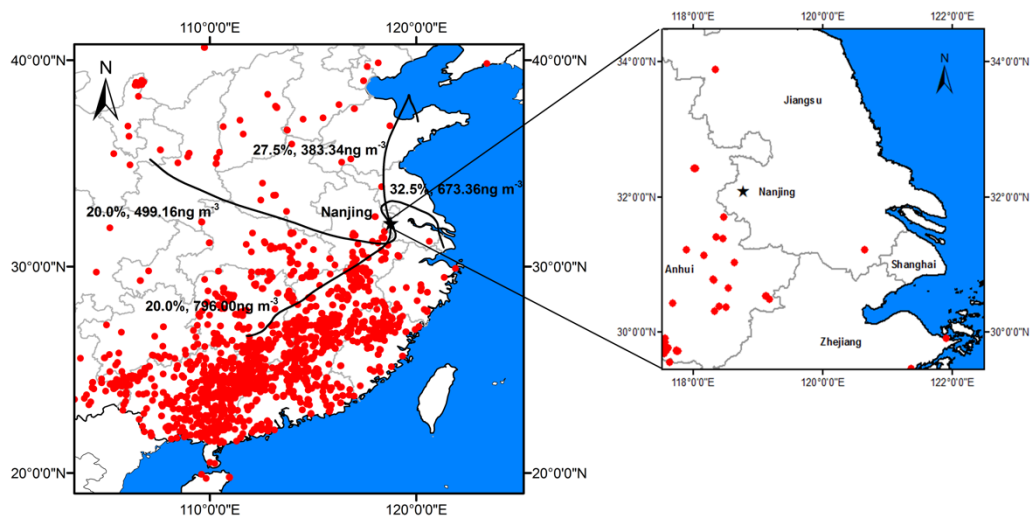 110°0'0"E
120°0'0"E
118°0'0"E
120°0'0"E
122°0'0"E
40°0'0"N
40°0'0"N
N
34°0'0"N
34°0'0"N
N
Jiangsu
27.5%, 383.34ng m-3
32.5%, 673.36ng m-3
20.0%, 499.16ng m-3
Nanjing
32°0'0"N
Nanjing
32°0'0"N
30°0'0"N
30°0'0"N
Anhui
Shanghai
20.0%, 796.00ng m-3
30°0'0"N
Zhejiang
30°0'0"N
20°0'0"N
20°0'0"N
118°0'0"E
120°0'0"E
122°0'0"E
110°0'0"E
120°0'0"E